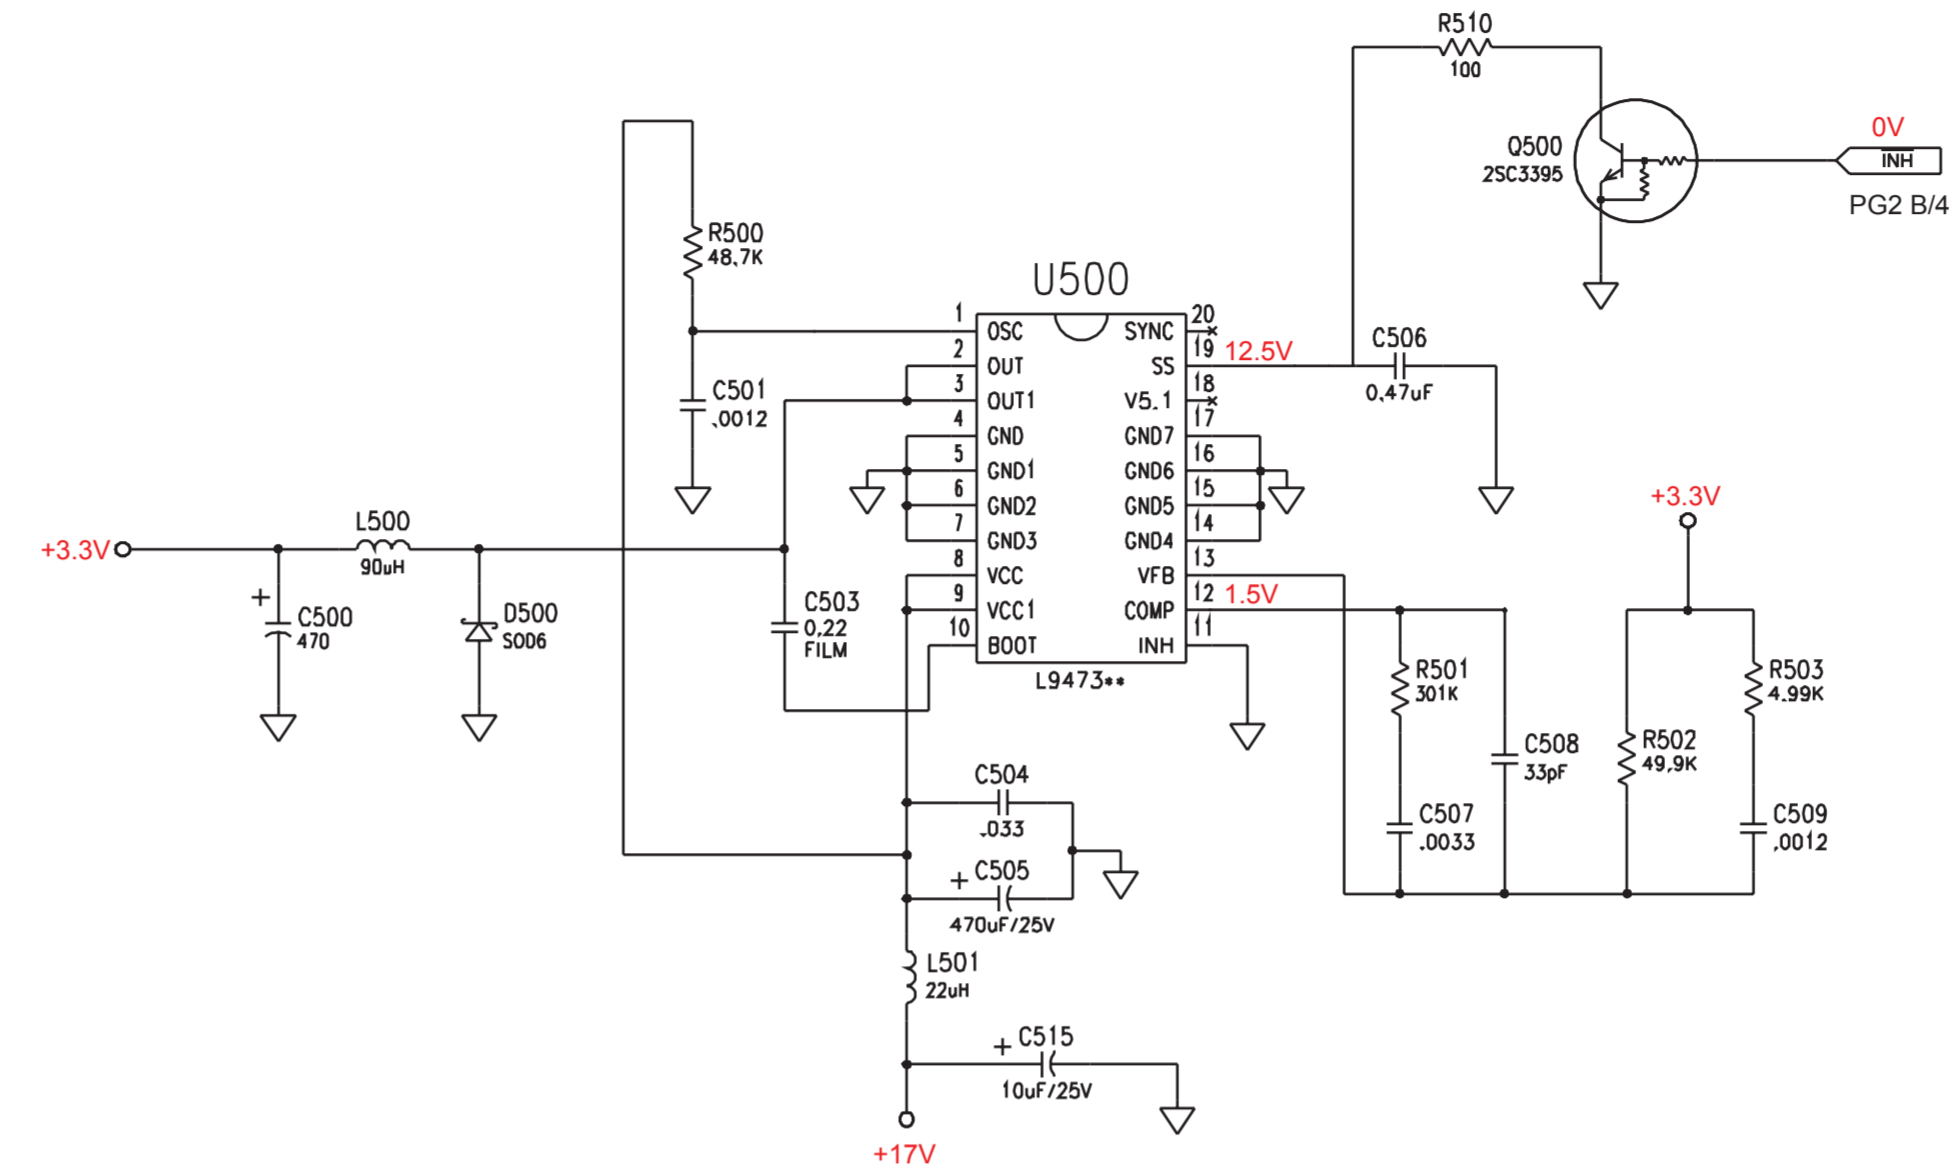 R510
100
Q500
2SC3395
0V
INH
PG2 B/4
R500
48.7K
C501
.0012
U500
1
2
3
4
5
6
7
8
9
10
OSC
OUT
OUT1
GND
GND1
GND2
GND3
VCC
VCC1
BOOT
SYNC
SS
V5.1
GND7
GND6
GND5
GND4
VFB
COMP
INH
20
19
18
17
16
15
14
13
12
11
L9473**
12.5V
1.5V
C506
0.47uF
+3.3V
L500
90uH
+
C500
470
D500
SOD6
C503
0.22
FILM
C504
.033
+
C505
470uF/25V
L501
22uH
+
C515
10uF/25V
+17V
+3.3V
R501
301K
C507
.0033
C508
33pF
R502
49.9K
R503
4.99K
C509
.0012